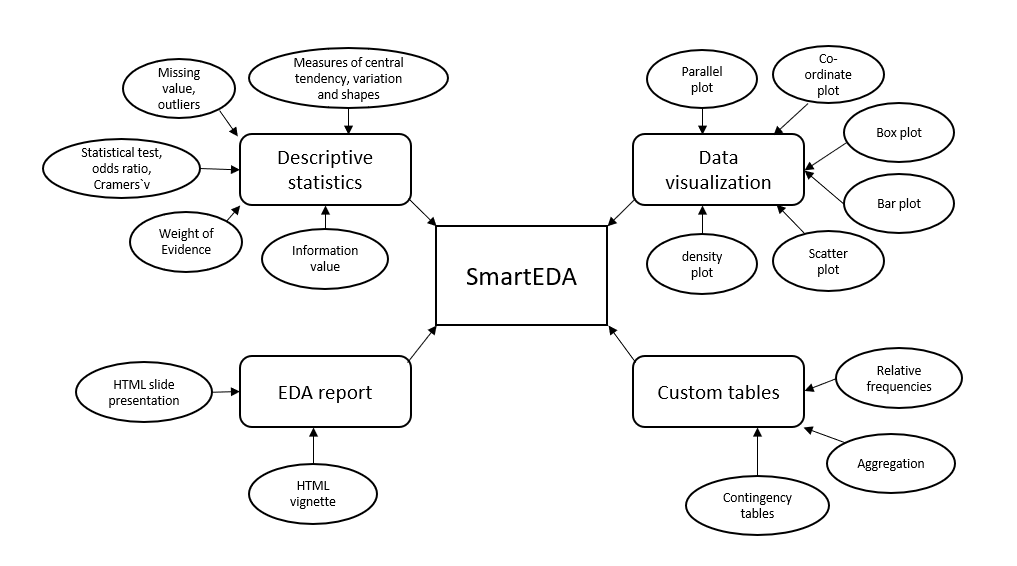 Missing
value,
outliers
Measures of central
tendency, variation
and shapes
Statistical test,
odds ratio,
Cramers`v
Descriptive
statistics
Weight of
Evidence
Information
value
Parallel
plot
Co-
ordinate
plot
Box plot
Data
visualization
Bar plot
density
plot
Scatter
plot
SmartEDA
HTML slide
presentation
EDA report
HTML
vignette
Custom tables
Relative
frequencies
Aggregation
Contingency
tables